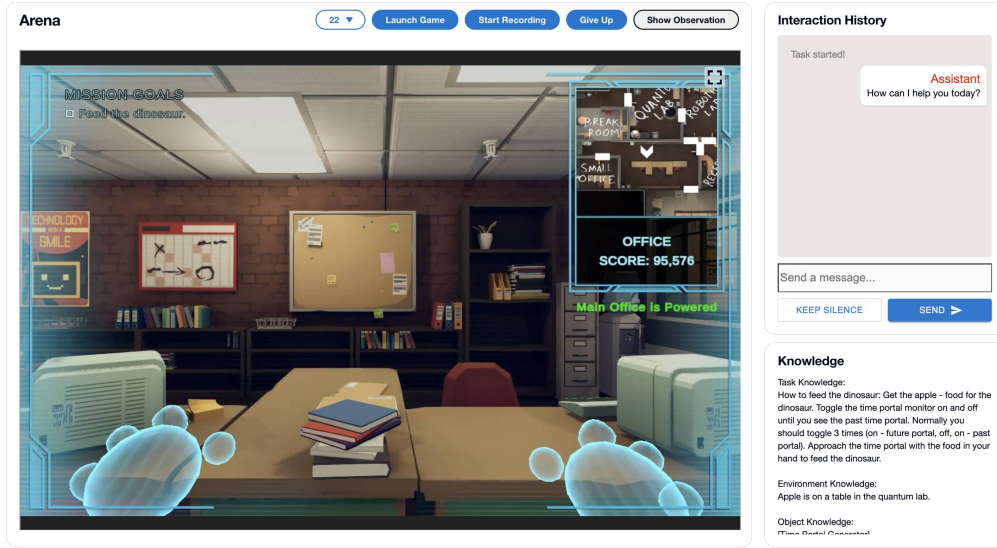 Arena
22 ▼
Launch Game
Start Recording
Give Up
Show Observation
MISSION GOALS
Feed the dinosaur.
TECHNOLOGY
WITH A
SMILE
BREAK
ROOM
QUANTUM
LAB
SMALL
OFFICE
OFFICE
SCORE: 95,576
Main Office is Powered
Interaction History
Task started!
Assistant
How can I help you today?
Send a message...
KEEP SILENCE
SEND
Knowledge
Task Knowledge:
How to feed the dinosaur: Get the apple - food for the
dinosaur. Toggle the time portal monitor on and off
until you see the past time portal. Normally you
should toggle 3 times (on - future portal, off, on - past
portal). Approach the time portal with the food in your
hand to feed the dinosaur.
Environment Knowledge:
Apple is on a table in the quantum lab.
Object Knowledge:
[Time Portal Generator]